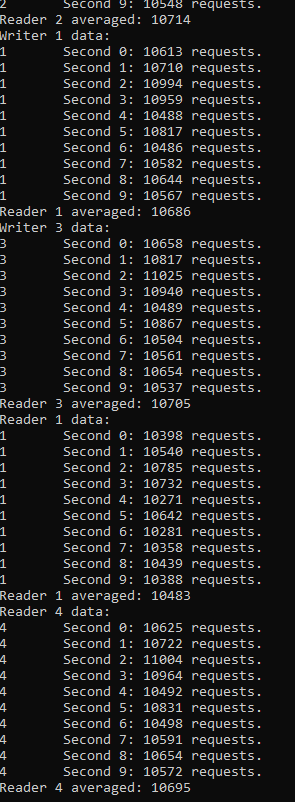 2 Second 9: 10548 requests.
Reader 2 averaged: 10714
Writer 1 data:
1 Second 0: 10613 requests.
1 Second 1: 10710 requests.
1 Second 2: 10994 requests.
1 Second 3: 10959 requests.
1 Second 4: 10488 requests.
1 Second 5: 10817 requests.
1 Second 6: 10486 requests.
1 Second 7: 10582 requests.
1 Second 8: 10644 requests.
1 Second 9: 10567 requests.
Reader 1 averaged: 10686
Writer 3 data:
3 Second 0: 10658 requests.
3 Second 1: 10817 requests.
3 Second 2: 11025 requests.
3 Second 3: 10940 requests.
3 Second 4: 10489 requests.
3 Second 5: 10867 requests.
3 Second 6: 10504 requests.
3 Second 7: 10561 requests.
3 Second 8: 10654 requests.
3 Second 9: 10537 requests.
Reader 3 averaged: 10705
Reader 1 data:
1 Second 0: 10398 requests.
1 Second 1: 10540 requests.
1 Second 2: 10785 requests.
1 Second 3: 10732 requests.
1 Second 4: 10271 requests.
1 Second 5: 10642 requests.
1 Second 6: 10281 requests.
1 Second 7: 10358 requests.
1 Second 8: 10439 requests.
1 Second 9: 10388 requests.
Reader 1 averaged: 10483
Reader 4 data:
4 Second 0: 10625 requests.
4 Second 1: 10722 requests.
4 Second 2: 11004 requests.
4 Second 3: 10964 requests.
4 Second 4: 10492 requests.
4 Second 5: 10831 requests.
4 Second 6: 10498 requests.
4 Second 7: 10591 requests.
4 Second 8: 10654 requests.
4 Second 9: 10572 requests.
Reader 4 averaged: 10695